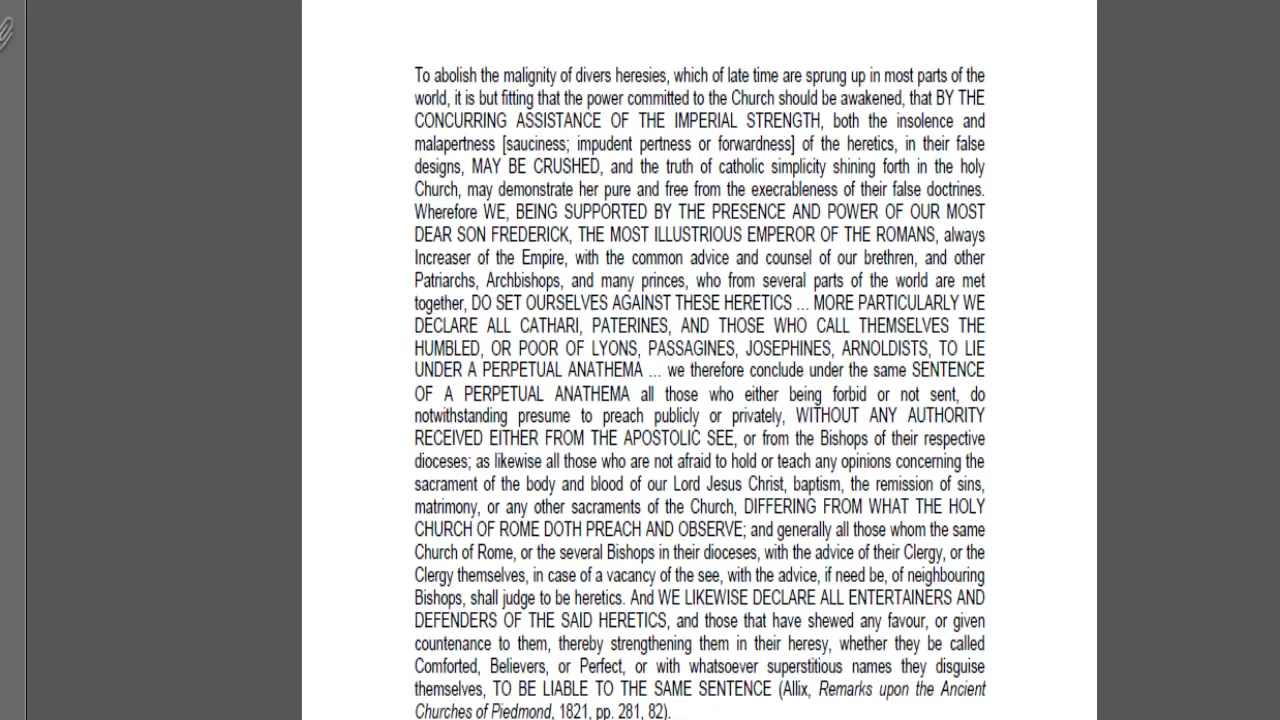 To abolish the malignity of divers heresies, which of late time are sprung up in most parts of the
world, it is but fitting that the power committed to the Church should be awakened, that BY THE
CONCURRING ASSISTANCE OF THE IMPERIAL STRENGTH, both the insolence and
malapertness [sauciness; impudent pertness or forwardness] of the heretics, in their false
designs, MAY BE CRUSHED, and the truth of catholic simplicity shining forth in the holy
Church, may demonstrate her pure and free from the execrableness of their false doctrines.
Wherefore WE, BEING SUPPORTED BY THE PRESENCE AND POWER OF OUR MOST
DEAR SON FREDERICK, THE MOST ILLUSTRIOUS EMPEROR OF THE ROMANS, always
Increaser of the Empire, with the common advice and counsel of our brethren, and other
Patriarchs, Archbishops, and many princes, who from several parts of the world are met
together, DO SET OURSELVES AGAINST THESE HERETICS ... MORE PARTICULARLY WE
DECLARE ALL CATHARI, PATERINES, AND THOSE WHO CALL THEMSELVES THE
HUMBLED, OR POOR OF LYONS, PASSAGINES, JOSEPHINES, ARNOLDISTS, TO LIE
UNDER A PERPETUAL ANATHEMA ... we therefore conclude under the same SENTENCE
OF A PERPETUAL ANATHEMA all those who either being forbid or not sent, do
notwithstanding presume to preach publicly or privately, WITHOUT ANY AUTHORITY
RECEIVED EITHER FROM THE APOSTOLIC SEE, or from the Bishops of their respective
dioceses; as likewise all those who are not afraid to hold or teach any opinions concerning the
sacrament of the body and blood of our Lord Jesus Christ, baptism, the remission of sins,
matrimony, or any other sacraments of the Church, DIFFERING FROM WHAT THE HOLY
CHURCH OF ROME DOTH PREACH AND OBSERVE; and generally all those whom the same
Church of Rome, or the several Bishops in their dioceses, with the advice of their Clergy, or the
Clergy themselves, in case of a vacancy of the see, with the advice, if need be, of neighbouring
Bishops, shall judge to be heretics. And WE LIKEWISE DECLARE ALL ENTERTAINERS AND
DEFENDERS OF THE SAID HERETICS, and those that have shewed any favour, or given
countenance to them, thereby strengthening them in their heresy, whether they be called
Comforted, Believers, or Perfect, or with whatsoever superstitious names they disguise
themselves, TO BE LIABLE TO THE SAME SENTENCE (Allix, Remarks upon the Ancient
Churches of Piedmond, 1821, pp. 281, 82).